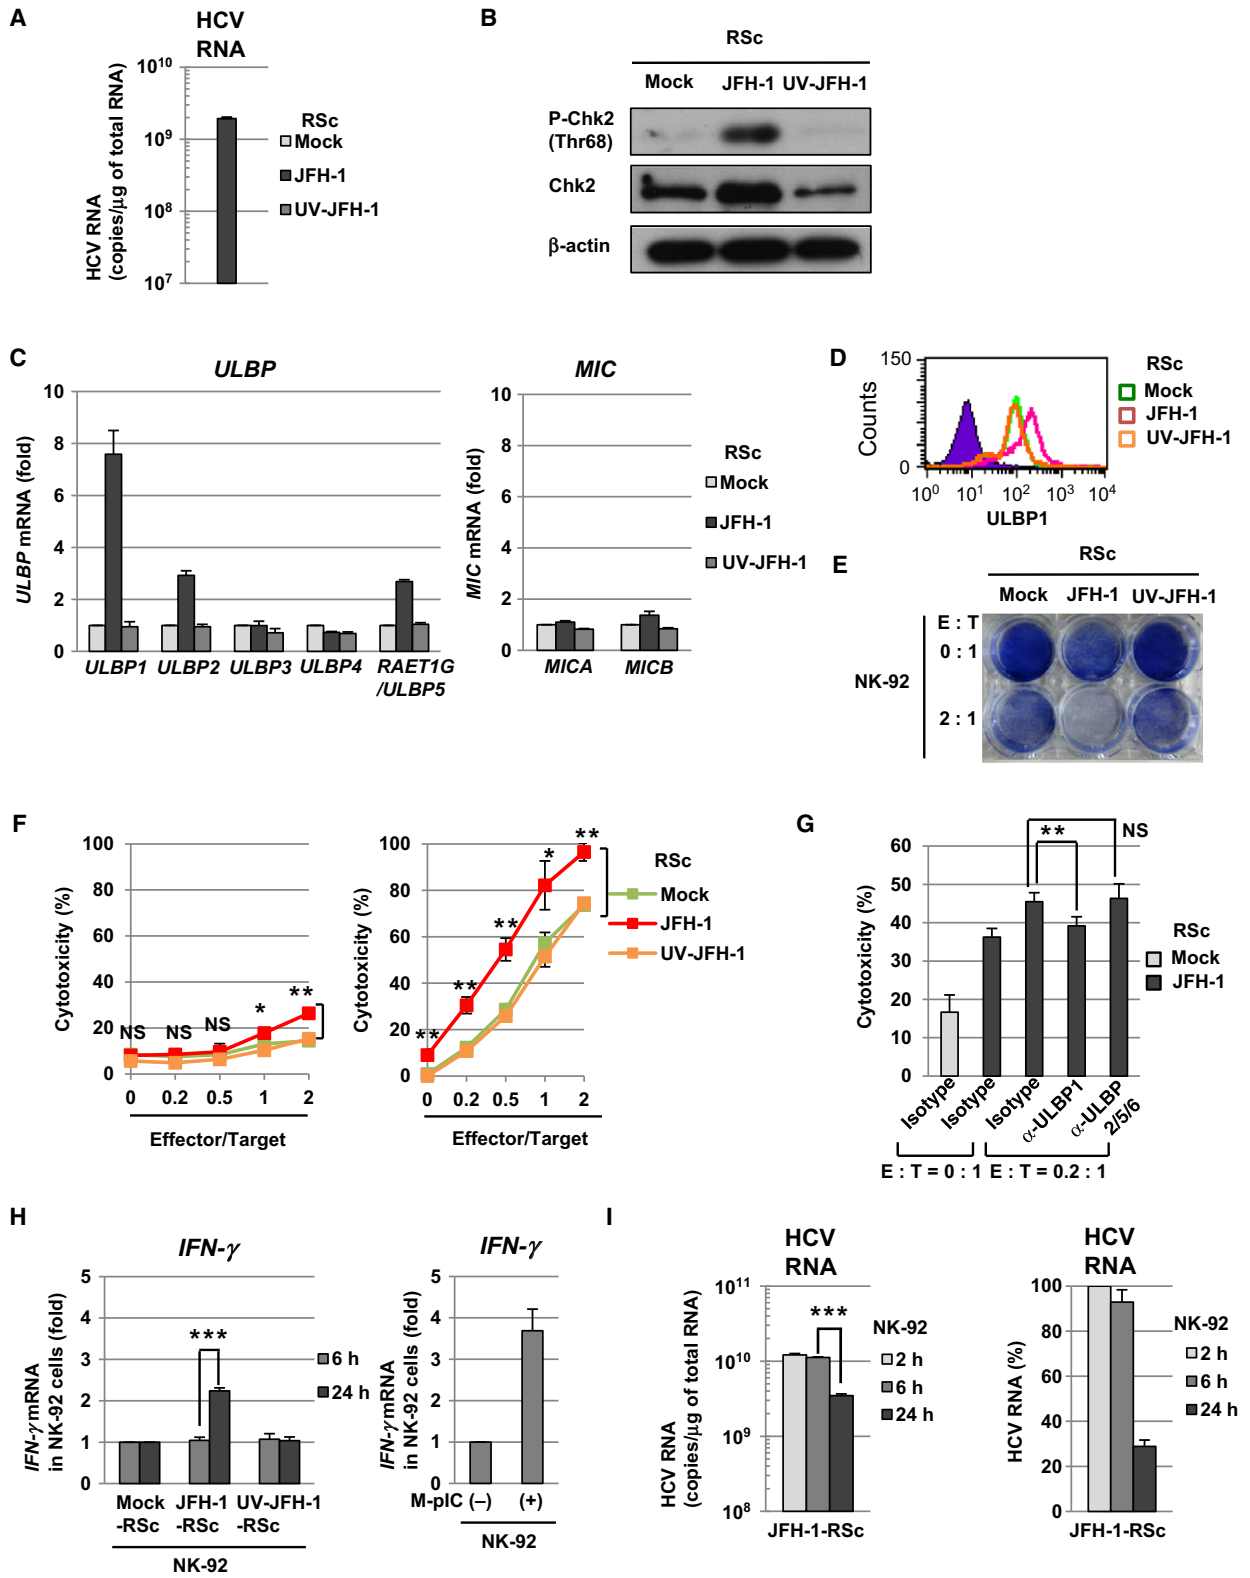 A
HCV
RNA
HCV RNA
(copies/μg of total RNA)
10^10
10^9
10^8
10^7
RSc
Mock
JFH-1
UV-JFH-1
B
RSc
Mock JFH-1 UV-JFH-1
P-Chk2
(Thr68)
Chk2
β-actin
C
ULBP
ULBP mRNA (fold)
10
8
6
4
2
0
ULBP1 ULBP2 ULBP3 ULBP4 RAET1G
/ULBP5
MIC
MIC mRNA (fold)
10
8
6
4
2
0
MICA MICB
RSc
Mock
JFH-1
UV-JFH-1
D
Counts
150
0
10^0 10^1 10^2 10^3 10^4
ULBP1
RSc
Mock
JFH-1
UV-JFH-1
E
RSc
Mock JFH-1 UV-JFH-1
E : T
0 : 1
NK-92
2 : 1
F
Cytotoxicity (%)
100
80
60
40
20
0
NS NS NS * **
0 0.2 0.5 1 2
Effector/Target
Cytotoxicity (%)
100
80
60
40
20
0
** ** ** * **
0 0.2 0.5 1 2
Effector/Target
RSc
Mock
JFH-1
UV-JFH-1
G
Cytotoxicity (%)
60
50
40
30
20
10
0
** NS
Isotype Isotype Isotype α-ULBP1 α-ULBP
2/5/6
E : T = 0 : 1 E : T = 0.2 : 1
RSc
Mock
JFH-1
H
IFN-γ
IFN-γ mRNA
in NK-92 cells (fold)
5
4
3
2
1
0
***
6 h
24 h
Mock JFH-1 UV-JFH-1
-RSc -RSc -RSc
NK-92
IFN-γ
IFN-γ mRNA
in NK-92 cells (fold)
5
4
3
2
1
0
M-pIC (–) (+)
NK-92
I
HCV
RNA
HCV RNA
(copies/μg of total RNA)
10^11
10^10
10^9
10^8
***
JFH-1-RSc
NK-92
2 h
6 h
24 h
HCV
RNA
HCV RNA (%)
100
80
60
40
20
0
JFH-1-RSc
NK-92
2 h
6 h
24 h